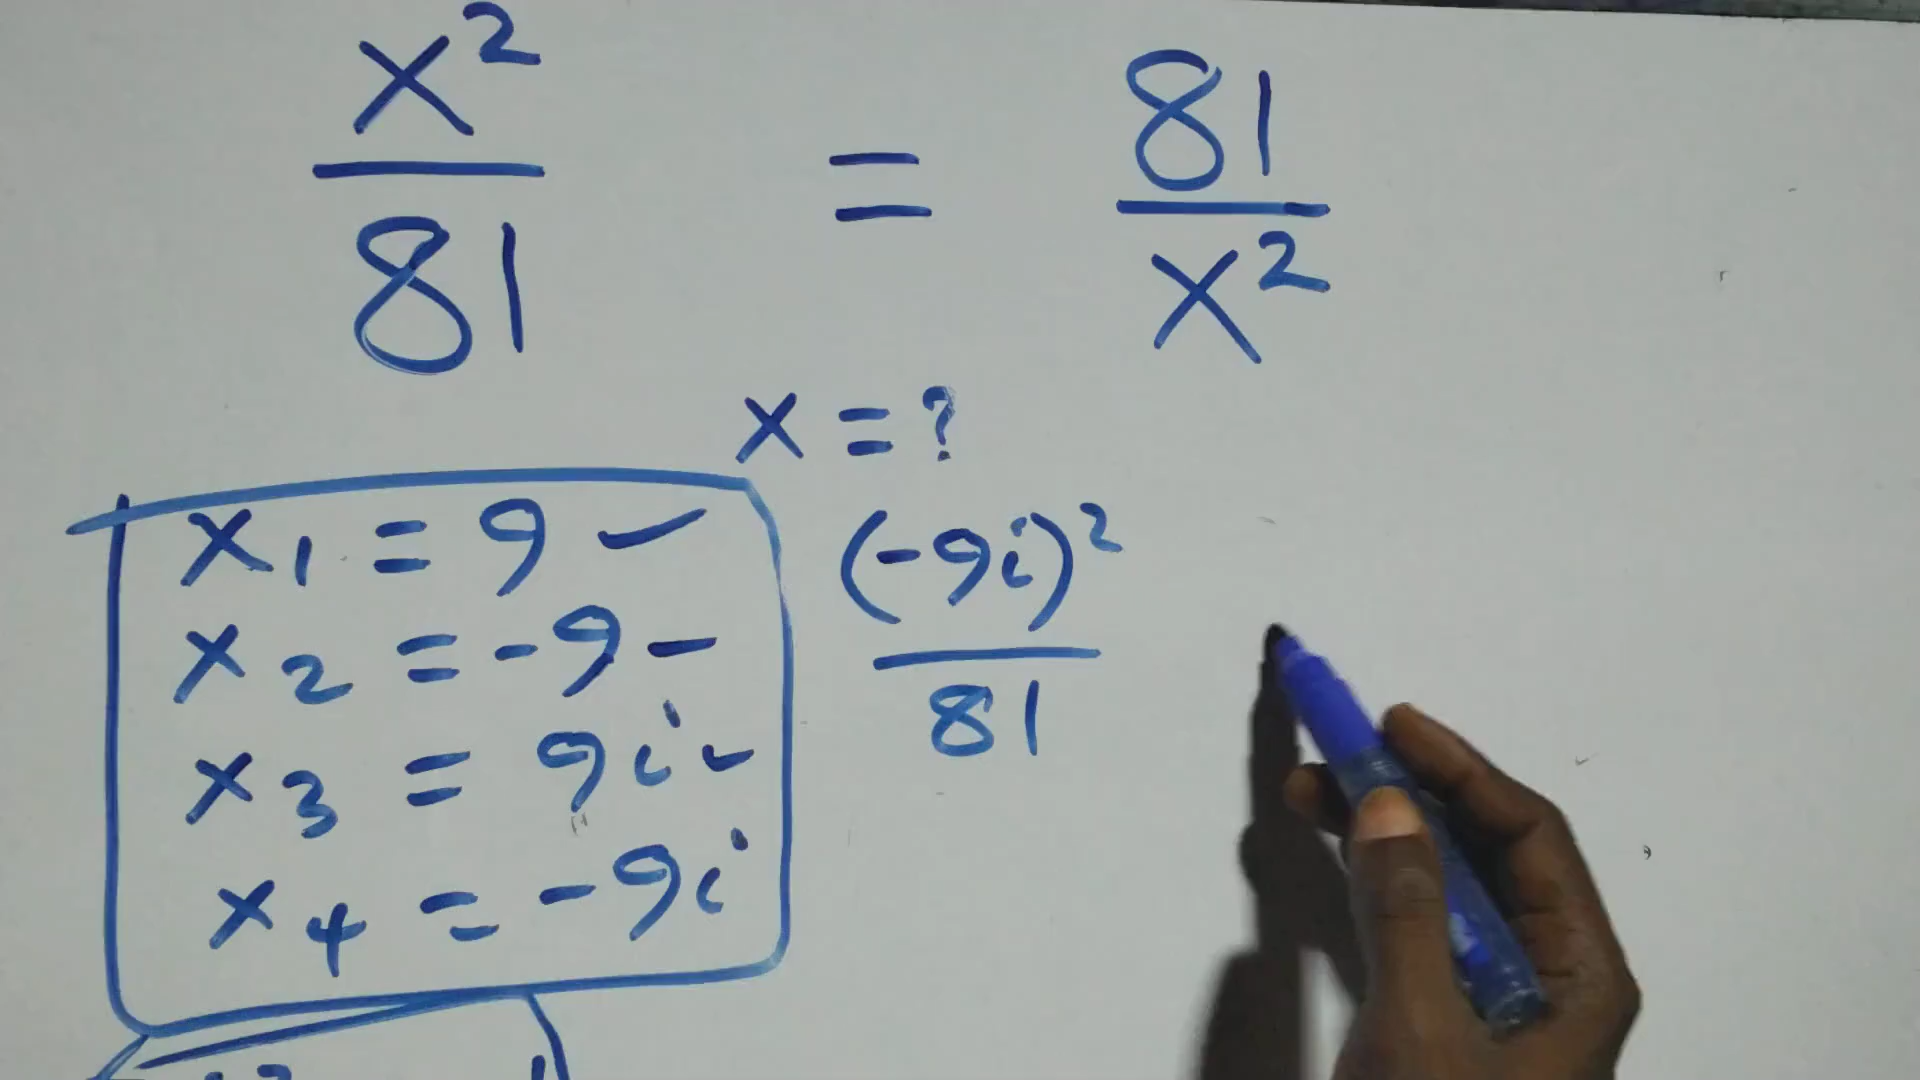 x² / 81 = 81 / x²
x = ?
x₁ = 9 ✓
x₂ = -9 -
x₃ = 9i ✓
x₄ = -9i
(-9i)² / 81